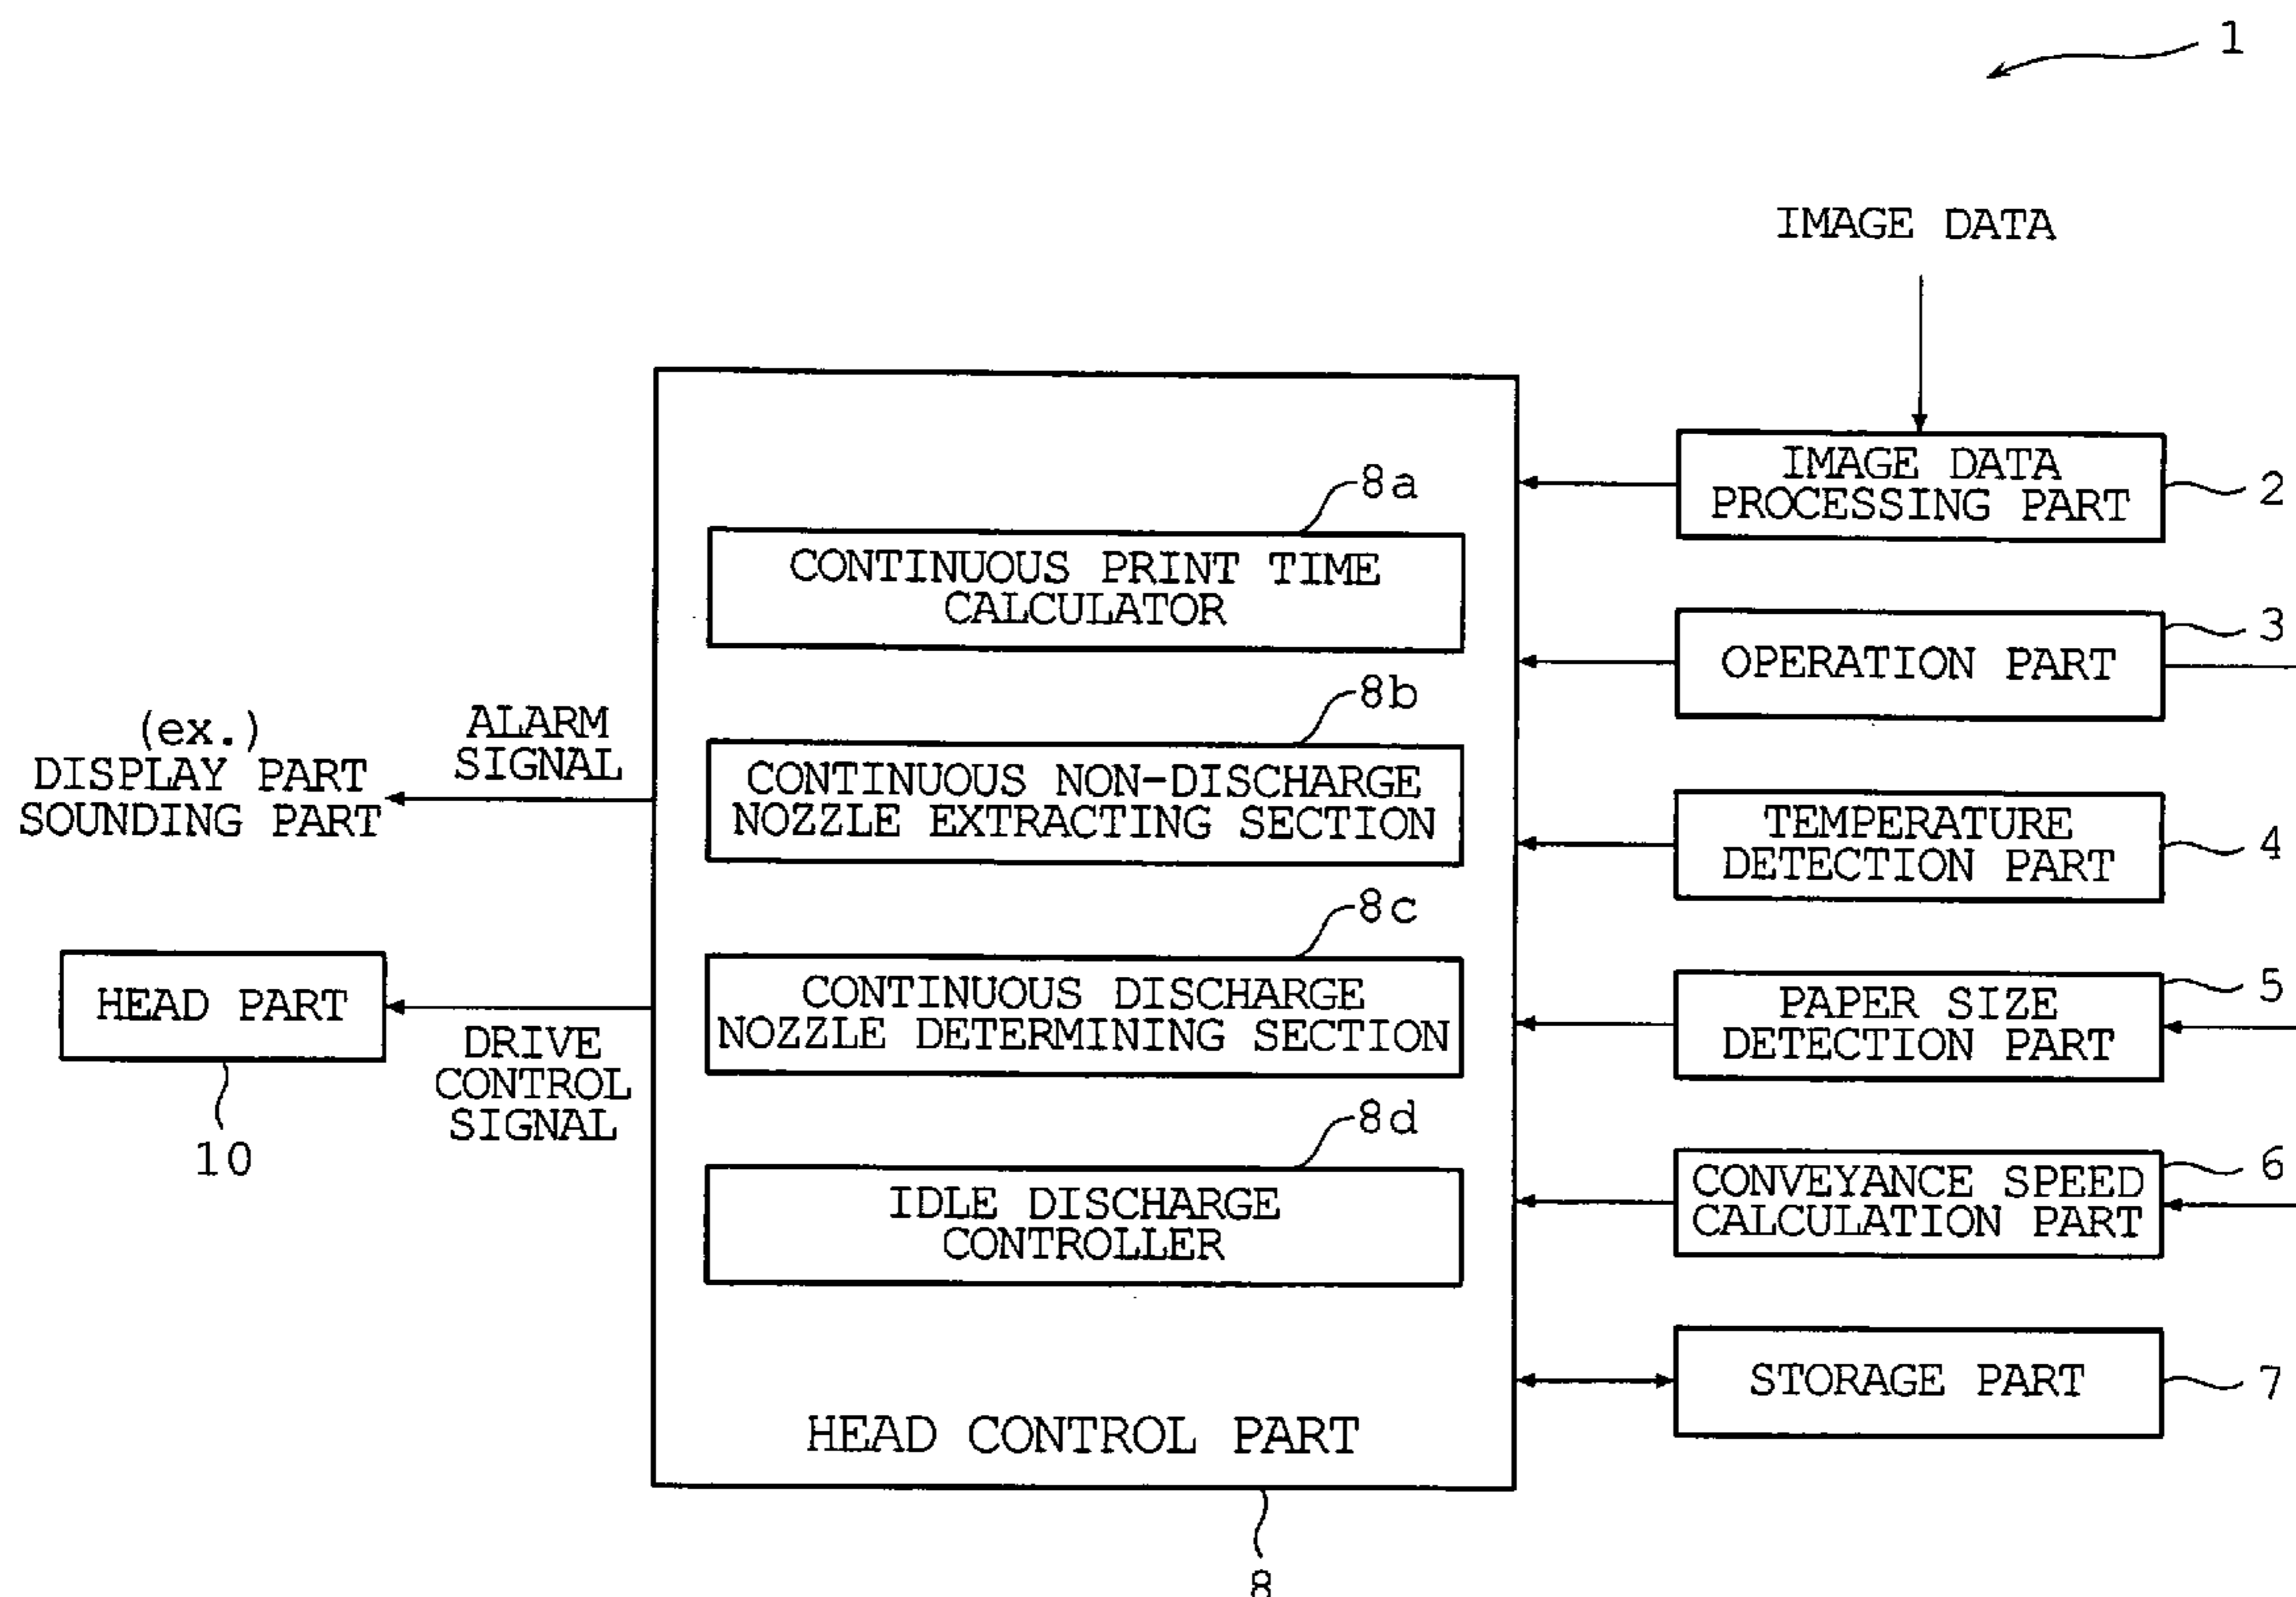 1
IMAGE DATA
IMAGE DATA
PROCESSING PART
2
8a
CONTINUOUS PRINT TIME
CALCULATOR
OPERATION PART
3
8b
CONTINUOUS NON-DISCHARGE
NOZZLE EXTRACTING SECTION
(ex.)
DISPLAY PART
SOUNDING PART
ALARM
SIGNAL
TEMPERATURE
DETECTION PART
4
8c
CONTINUOUS DISCHARGE
NOZZLE DETERMINING SECTION
HEAD PART
10
DRIVE
CONTROL
SIGNAL
PAPER SIZE
DETECTION PART
5
8d
IDLE DISCHARGE
CONTROLLER
CONVEYANCE SPEED
CALCULATION PART
6
STORAGE PART
7
HEAD CONTROL PART
8